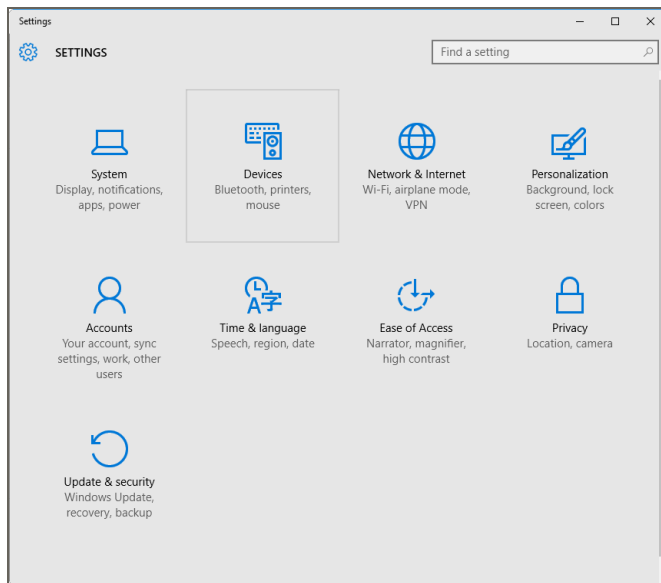 Settings
SETTINGS
Find a setting
System
Display, notifications,
apps, power
Devices
Bluetooth, printers,
mouse
Network & Internet
Wi-Fi, airplane mode,
VPN
Personalization
Background, lock
screen, colors
Accounts
Your account, sync
settings, work, other
users
Time & language
Speech, region, date
Ease of Access
Narrator, magnifier,
high contrast
Privacy
Location, camera
Update & security
Windows Update,
recovery, backup